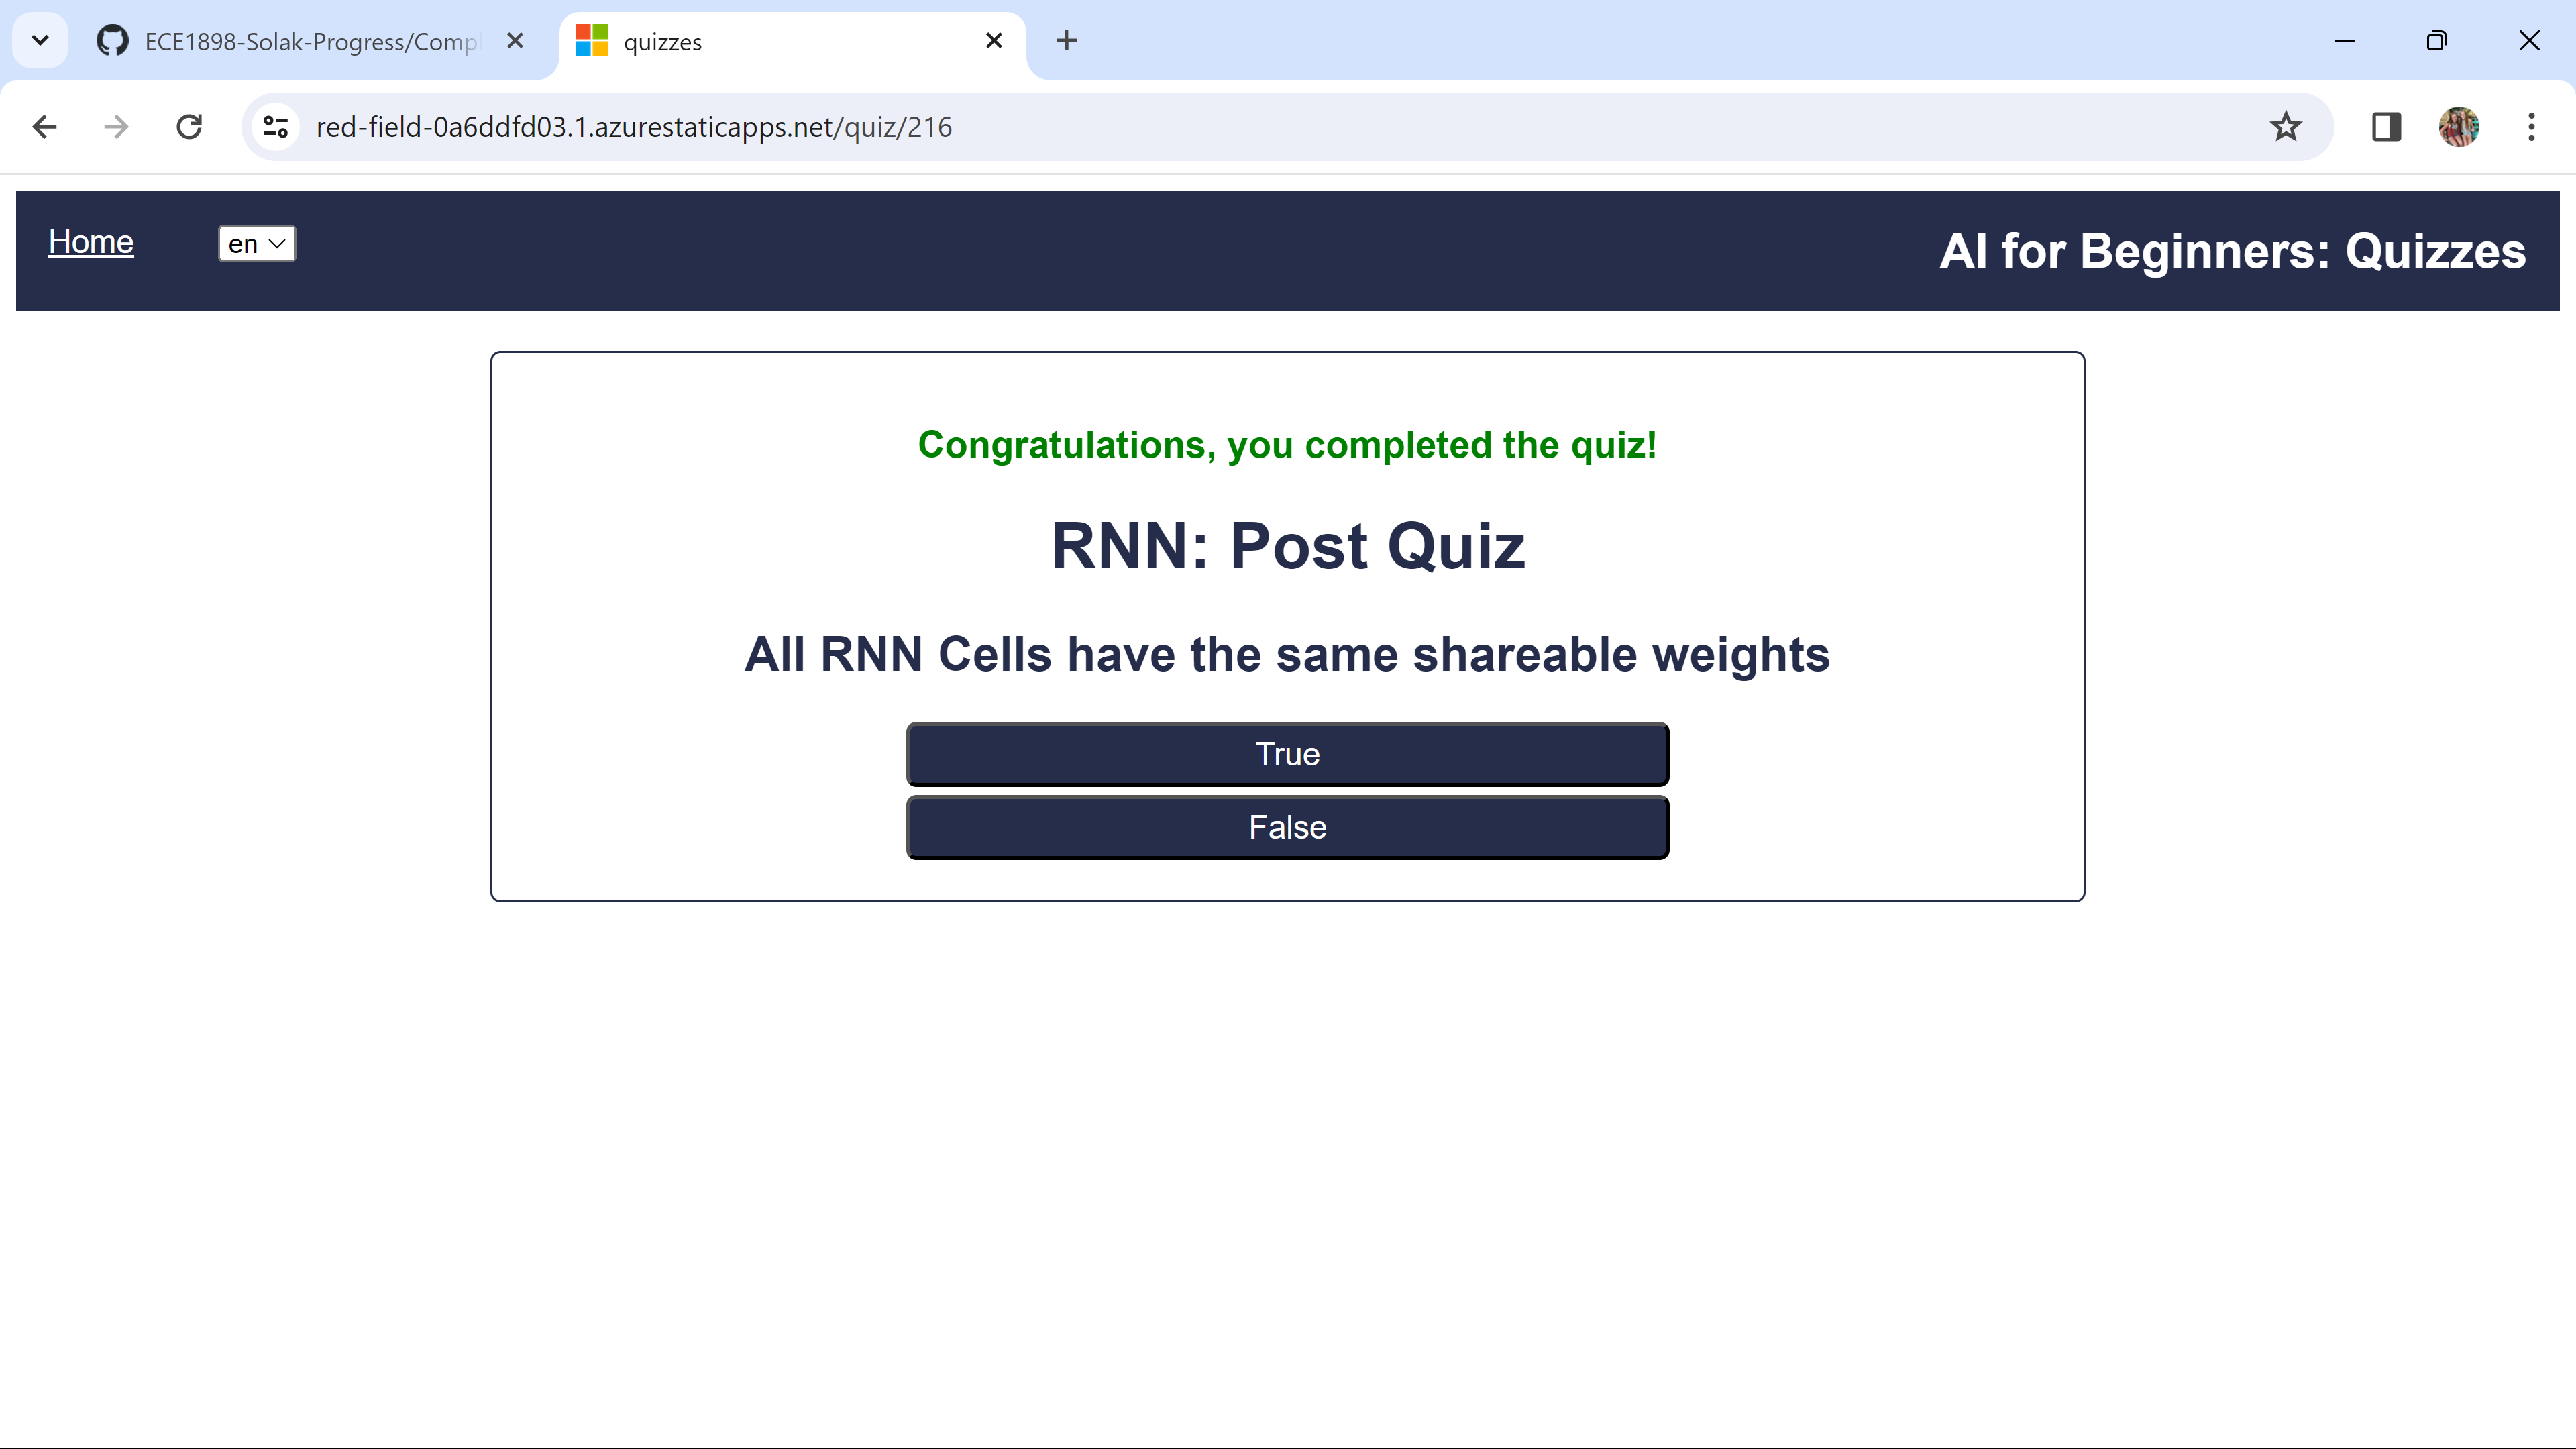 ECE1898-Solak-Progress/Comp
quizzes
red-field-0a6ddfd03.1.azurestaticapps.net/quiz/216
Home
en
AI for Beginners: Quizzes
Congratulations, you completed the quiz!
RNN: Post Quiz
All RNN Cells have the same shareable weights
True
False